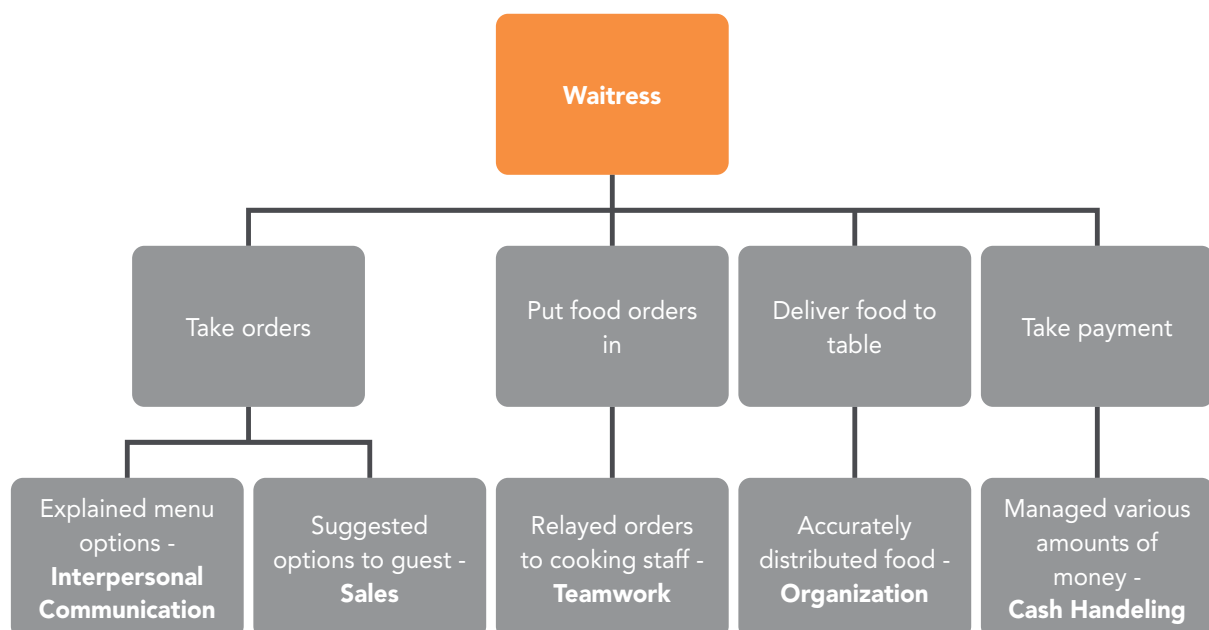 Waitress
Take orders
Put food orders
in
Deliver food to
table
Take payment
Explained menu
options -
Interpersonal
Communication
Suggested
options to guest -
Sales
Relayed orders
to cooking staff -
Teamwork
Accurately
distributed food -
Organization
Managed various
amounts of
money -
Cash Handeling